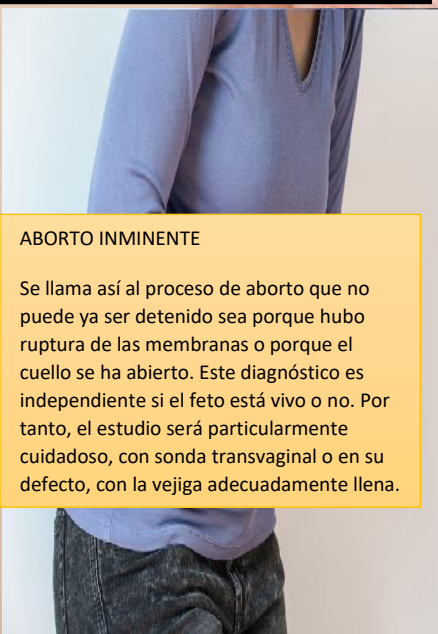 ABORTO INMINENTE
Se llama así al proceso de aborto que no
puede ya ser detenido sea porque hubo
ruptura de las membranas o porque el
cuello se ha abierto. Este diagnóstico es
independiente si el feto está vivo o no. Por
tanto, el estudio será particularmente
cuidadoso, con sonda transvaginal o en su
defecto, con la vejiga adecuadamente llena.